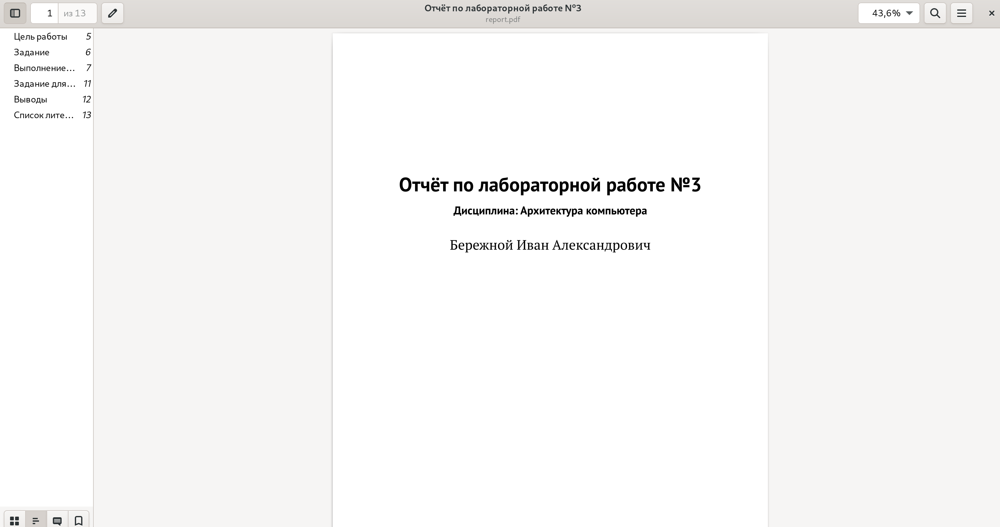 1 из 13
Отчёт по лабораторной работе №3
report.pdf
43,6%
Цель работы 5
Задание 6
Выполнение… 7
Задание для… 11
Выводы 12
Список лите… 13
Отчёт по лабораторной работе №3
Дисциплина: Архитектура компьютера
Бережной Иван Александрович